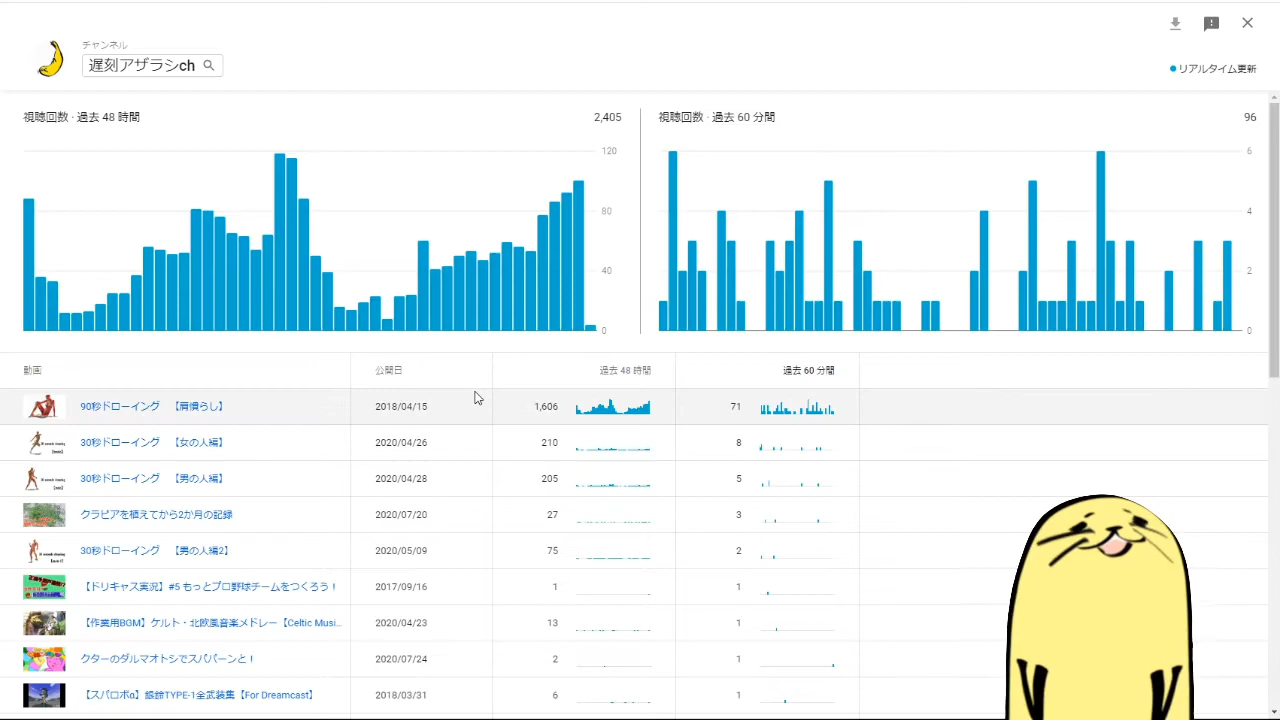 チャンネル
遅刻アザラシch
リアルタイム更新
視聴回数 · 過去 48 時間
2,405
視聴回数 · 過去 60 分間
96
120
80
40
0
6
4
2
0
動画
公開日
過去 48 時間
過去 60 分間
90秒ドローイング 【肩慣らし】
2018/04/15
1,606
71
30秒ドローイング 【女の人編】
2020/04/26
210
8
30秒ドローイング 【男の人編】
2020/04/28
205
5
クラピアを植えてから2か月の記録
2020/07/20
27
3
30秒ドローイング 【男の人編2】
2020/05/09
75
2
【ドリキャス実況】#5 もっとプロ野球チームをつくろう！
2017/09/16
1
1
【作業用BGM】ケルト・北欧風音楽メドレー【Celtic Musi...
2020/04/23
13
1
クターのダルマオトシでスパパーンと！
2020/07/24
2
1
【スパロボα】龍虎王TYPE-1全武装集【For Dreamcast】
2018/03/31
6
1